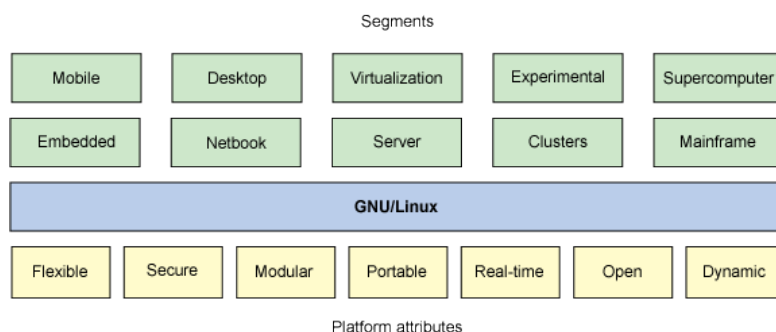 Segments
Mobile Desktop Virtualization Experimental Supercomputer
Embedded Netbook Server Clusters Mainframe
GNU/Linux
Flexible Secure Modular Portable Real-time Open Dynamic
Platform attributes